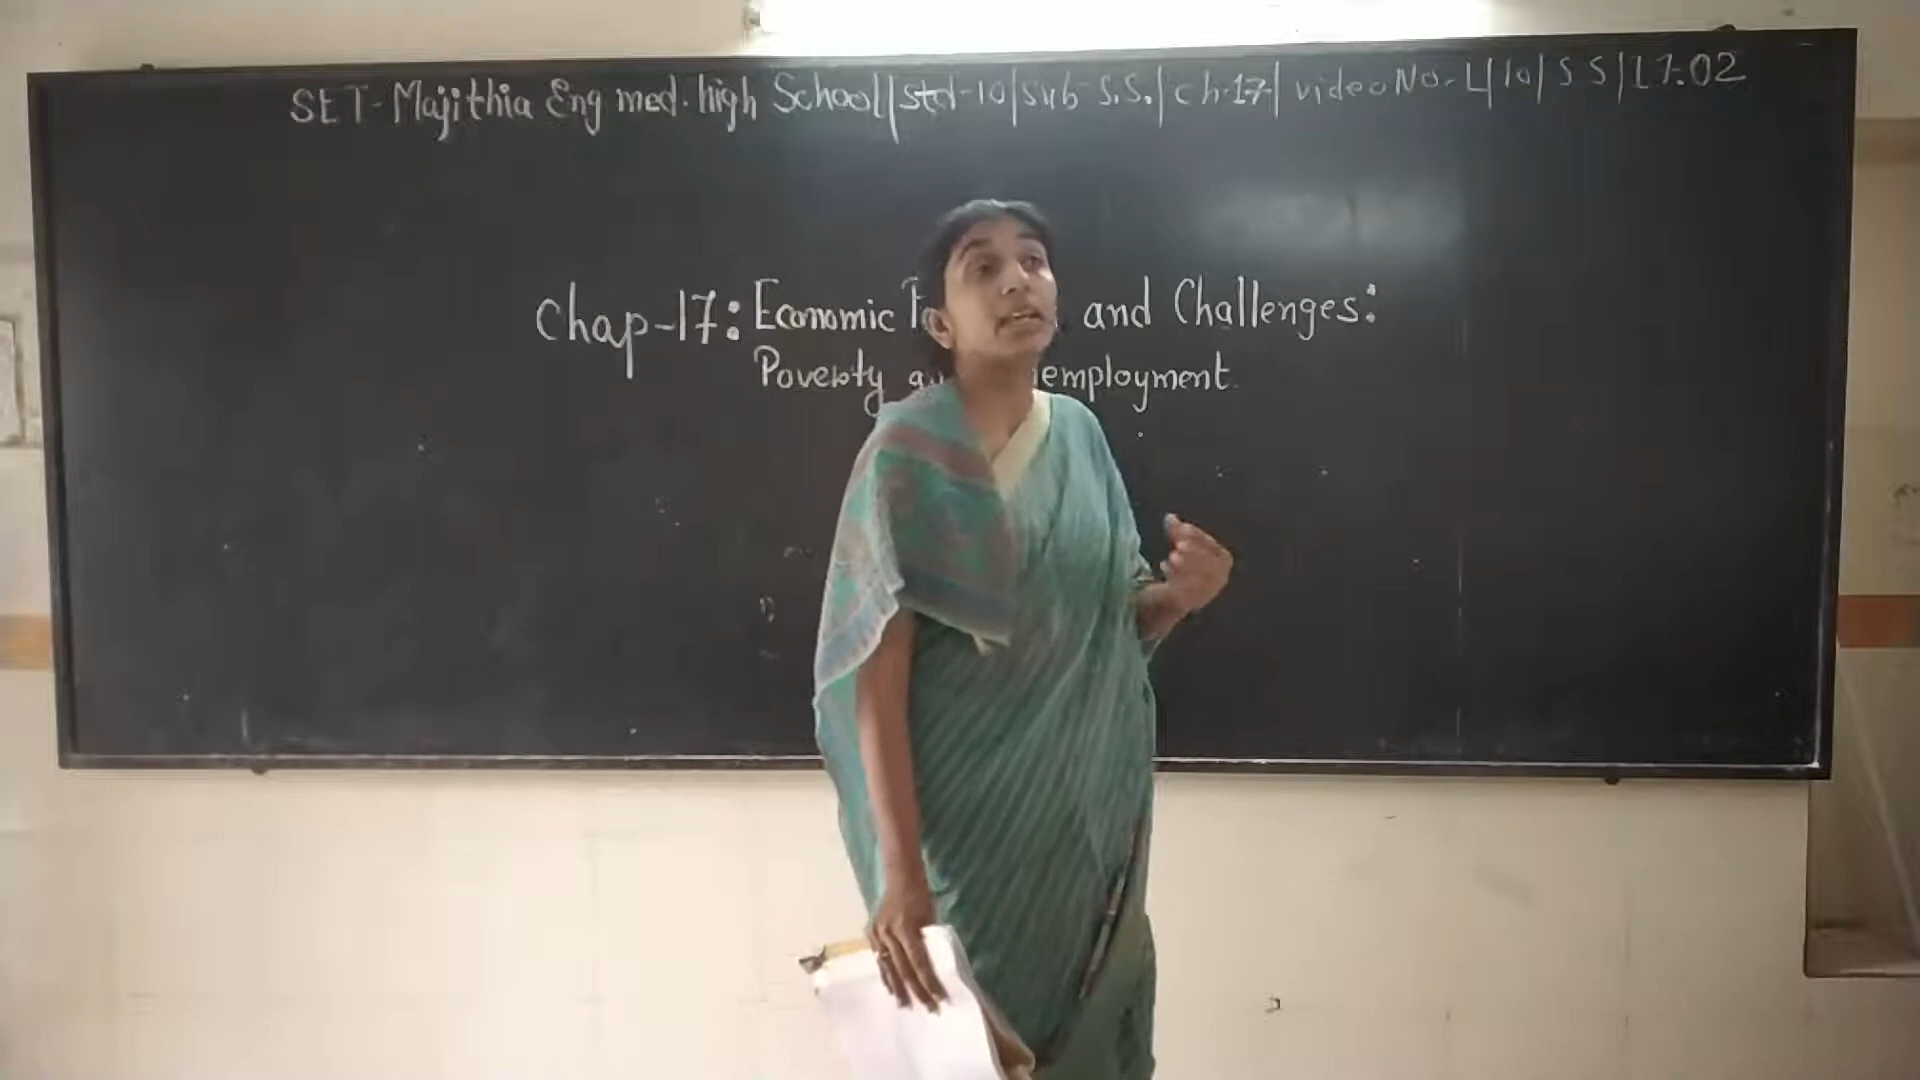 SET-Majithia Eng med. high School|std-10|sub S.S.|ch-17|video No-4|10|SS|17.02
Chap-17: Economic and Challenges:
Poverty employment.